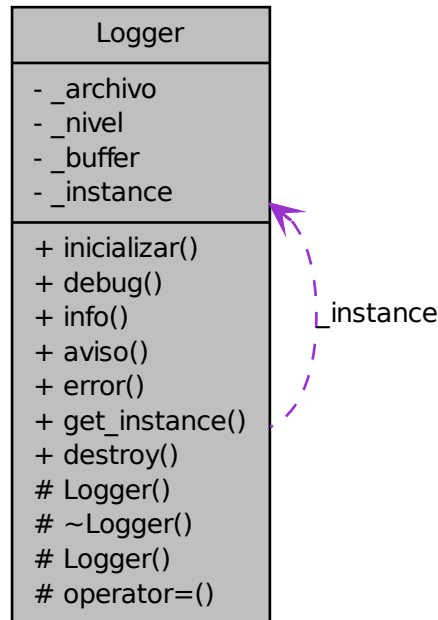 Logger
- _archivo
- _nivel
- _buffer
- _instance
+ inicializar()
+ debug()
+ info()
+ aviso()
+ error()
+ get_instance()
+ destroy()
# Logger()
# ~Logger()
# Logger()
# operator=()
_instance